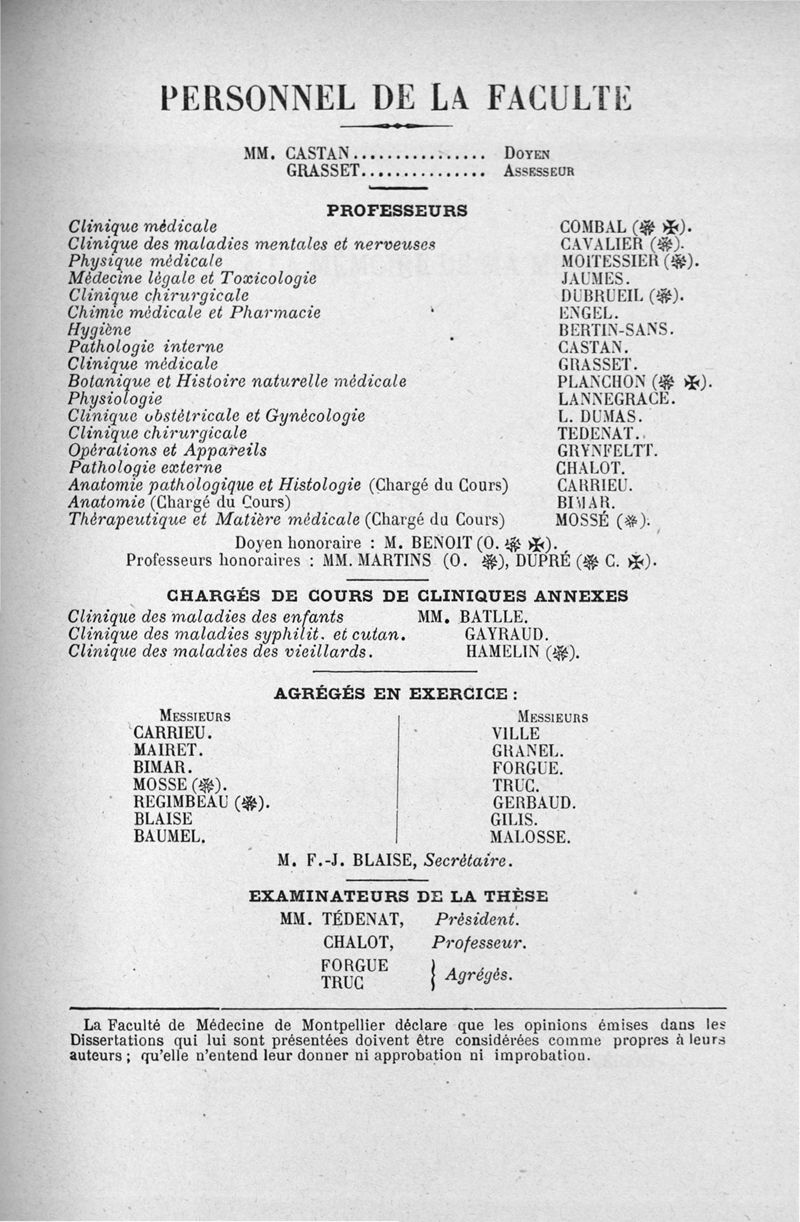 PERSONNEL DE LA FACULTE
MM. CASTAN................ DOYEN
GRASSET............... ASSESSEUR
PROFESSEURS
Clinique médicale COMBAL (❉ ✠).
Clinique des maladies mentales et nerveuses CAVALIER (❉).
Physique médicale MOITESSIER (❉).
Médecine légale et Toxicologie JAUMES.
Clinique chirurgicale DUBRUEIL (❉).
Chimie médicale et Pharmacie ENGEL.
Hygiène BERTIN-SANS.
Pathologie interne CASTAN.
Clinique médicale GRASSET.
Botanique et Histoire naturelle médicale PLANCHON (❉ ✠).
Physiologie LANNEGRACE.
Clinique obstétricale et Gynécologie L. DUMAS.
Clinique chirurgicale TEDENAT.
Opérations et Appareils GRYNFELTT.
Pathologie externe CHALOT.
Anatomie pathologique et Histologie (Chargé du Cours) CARRIEU.
Anatomie (Chargé du Cours) BIMAR.
Thérapeutique et Matière médicale (Chargé du Cours) MOSSÉ (❉).
Doyen honoraire : M. BENOIT (O. ❉ ✠).
Professeurs honoraires : MM. MARTINS (O. ❉), DUPRÉ (❉ C. ✠).
CHARGÉS DE COURS DE CLINIQUES ANNEXES
Clinique des maladies des enfants MM. BATLLE.
Clinique des maladies syphilit. et cutan. GAYRAUD.
Clinique des maladies des vieillards. HAMELIN (❉).
AGRÉGÉS EN EXERCICE :
MESSIEURS
CARRIEU.
MAIRET.
BIMAR.
MOSSE (❉).
REGIMBEAU (❉).
BLAISE
BAUMEL.
MESSIEURS
VILLE
GRANEL.
FORGUE.
TRUC.
GERBAUD.
GILIS.
MALOSSE.
M. F.-J. BLAISE, Secrétaire.
EXAMINATEURS DE LA THÈSE
MM. TÉDENAT, Président.
CHALOT, Professeur.
FORGUE
TRUC } Agrégés.
La Faculté de Médecine de Montpellier déclare que les opinions émises dans les
Dissertations qui lui sont présentées doivent être considérées comme propres à leurs
auteurs ; qu'elle n'entend leur donner ni approbation ni improbation.